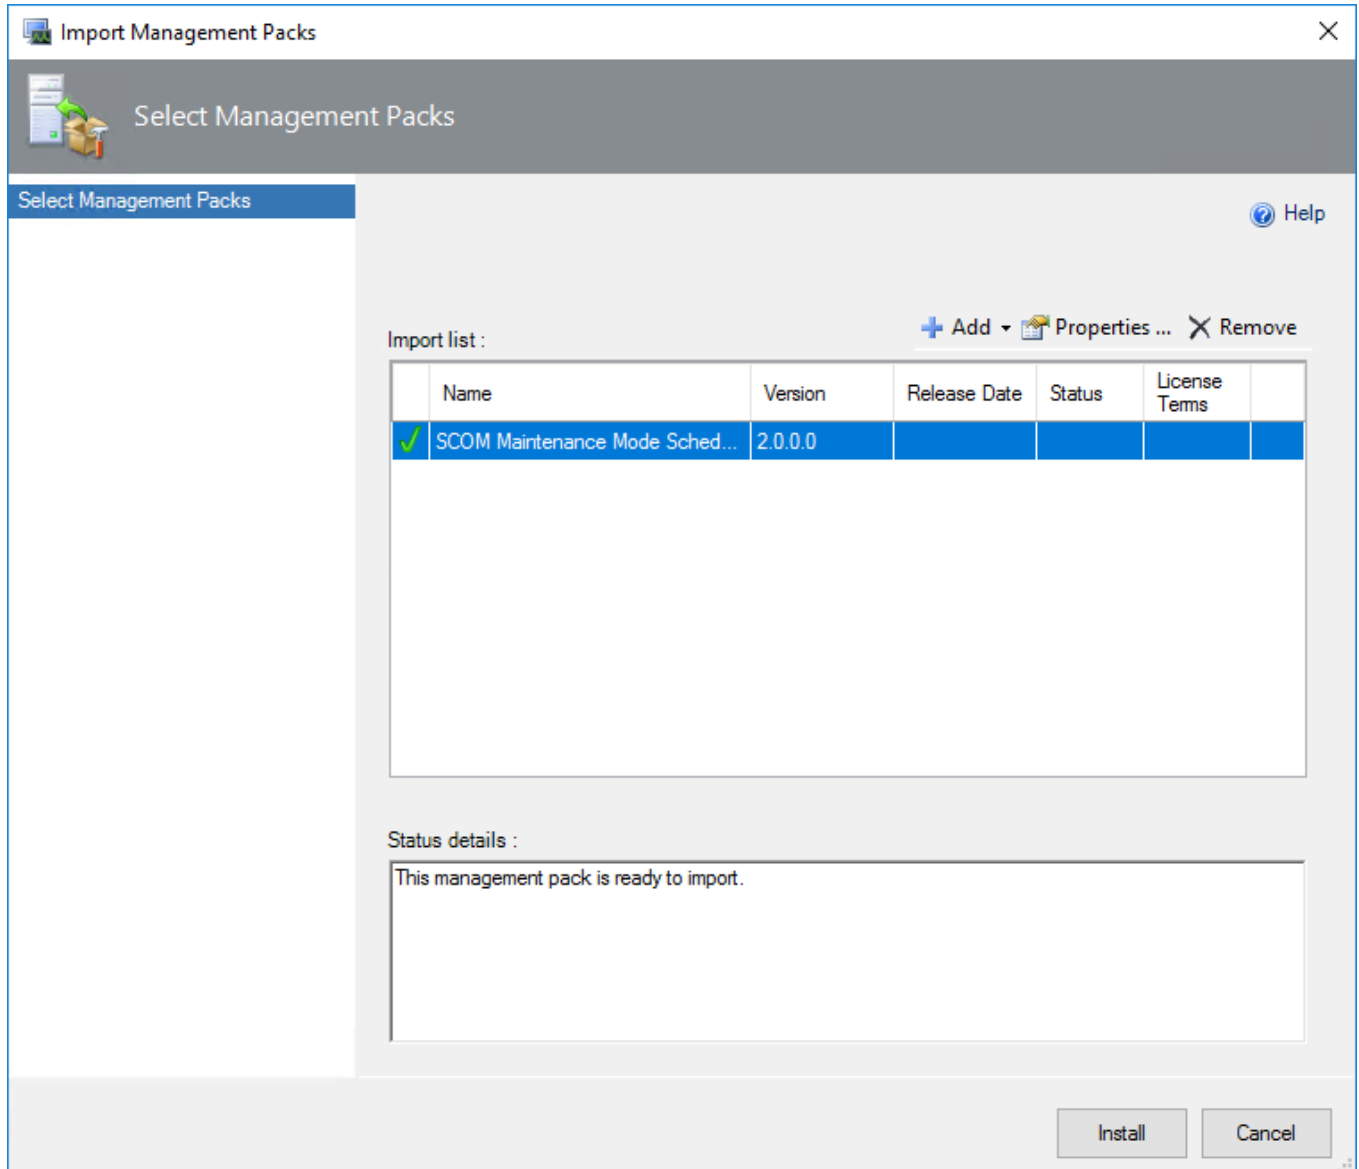 Import Management Packs
Select Management Packs
Select Management Packs
Help
Import list :
Add
Properties ...
Remove
Name
Version
Release Date
Status
License
Terms
SCOM Maintenance Mode Sched...
2.0.0.0
Status details :
This management pack is ready to import.
Install
Cancel